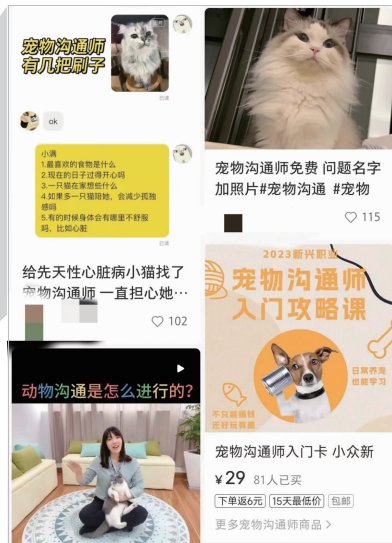 宠物沟通师
有几把刷子
ok
小满
1.最喜欢的食物是什么
2.现在的日子过得开心吗
3.一只猫在家想些什么
4.如果多一只猫陪她，会减少孤独
感吗
5.有的时候身体会有哪里不舒服
吗，比如心脏
已读
给先天性心脏病小猫找了
宠物沟通师 一直担心她…
102
动物沟通是怎么进行的?
宠物沟通师免费 问题名字
加照片#宠物沟通 #宠物
115
2023新兴职业
宠物沟通师
入门攻略课
日常养宠
也能学习
不只能赚钱
还好玩有趣
宠物沟通师入门卡 小众新
¥29 81人已买
下单返6元 15天最低价 包邮
更多宠物沟通师商品 >